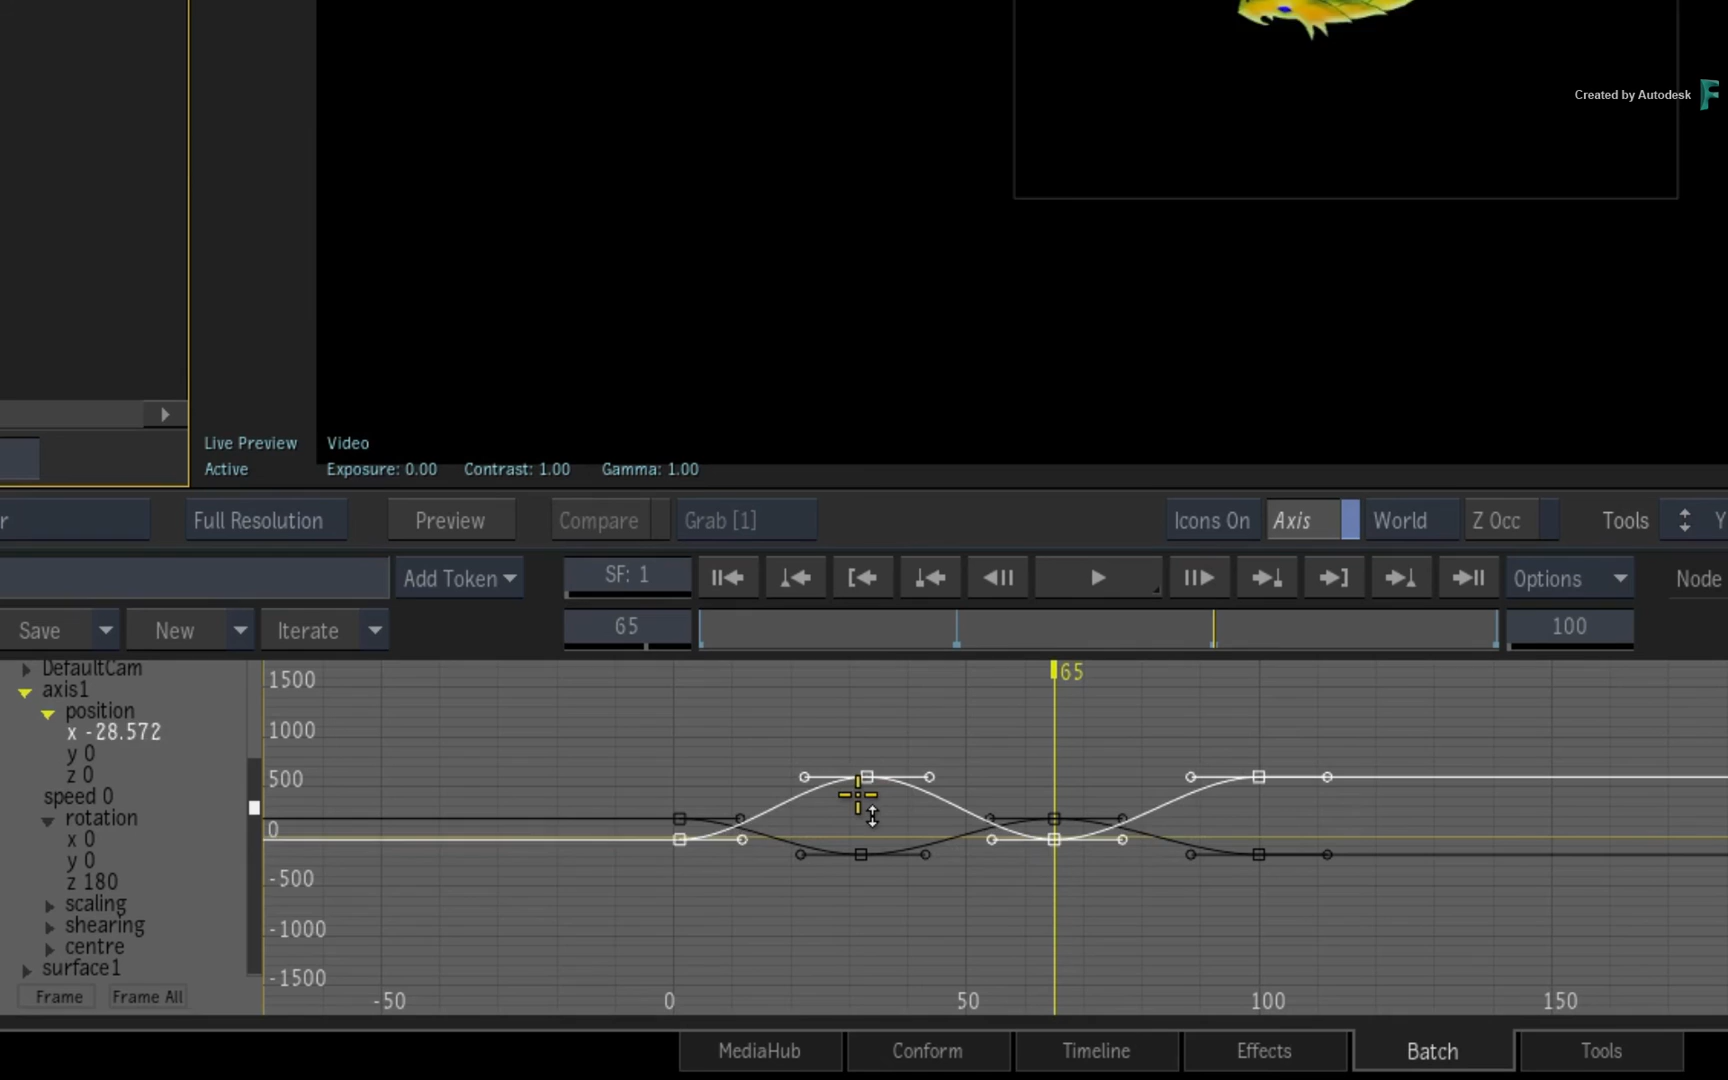 Created by Autodesk
Live Preview
Video
Active
Exposure: 0.00
Contrast: 1.00
Gamma: 1.00
r
Full Resolution
Preview
Compare
Grab [1]
Icons On
Axis
World
Z Occ
Tools
Y
Add Token
SF: 1
Options
Node
Save
New
Iterate
65
100
DefaultCam
axis1
position
x -28.572
y 0
z 0
speed 0
rotation
x 0
y 0
z 180
scaling
shearing
centre
surface1
Frame
Frame All
1500
1000
500
0
-500
-1000
-1500
65
-50
0
50
100
150
MediaHub
Conform
Timeline
Effects
Batch
Tools